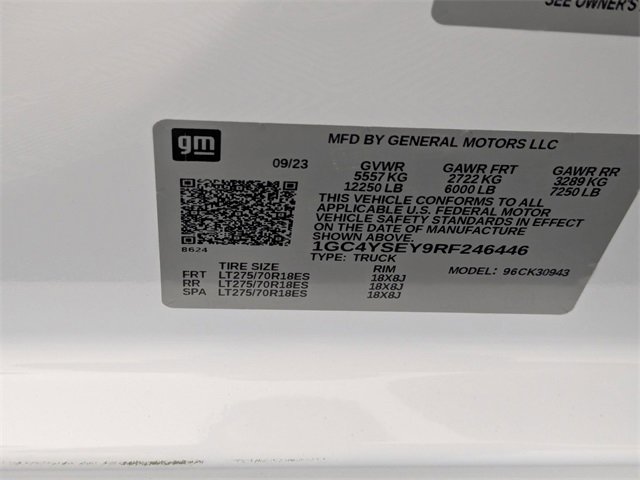 SEE OWNER'S
gm
MFD BY GENERAL MOTORS LLC
09/23 GVWR GAWR FRT GAWR RR
5557 KG 2722 KG 3289 KG
12250 LB 6000 LB 7250 LB
THIS VEHICLE CONFORMS TO ALL
APPLICABLE U.S. FEDERAL MOTOR
VEHICLE SAFETY STANDARDS IN EFFECT
ON THE DATE OF MANUFACTURE
SHOWN ABOVE.
8624
1GC4YSEY9RF246446
TYPE: TRUCK
TIRE SIZE RIM MODEL: 96CK30943
FRT LT275/70R18ES 18X8J
RR LT275/70R18ES 18X8J
SPA LT275/70R18ES 18X8J